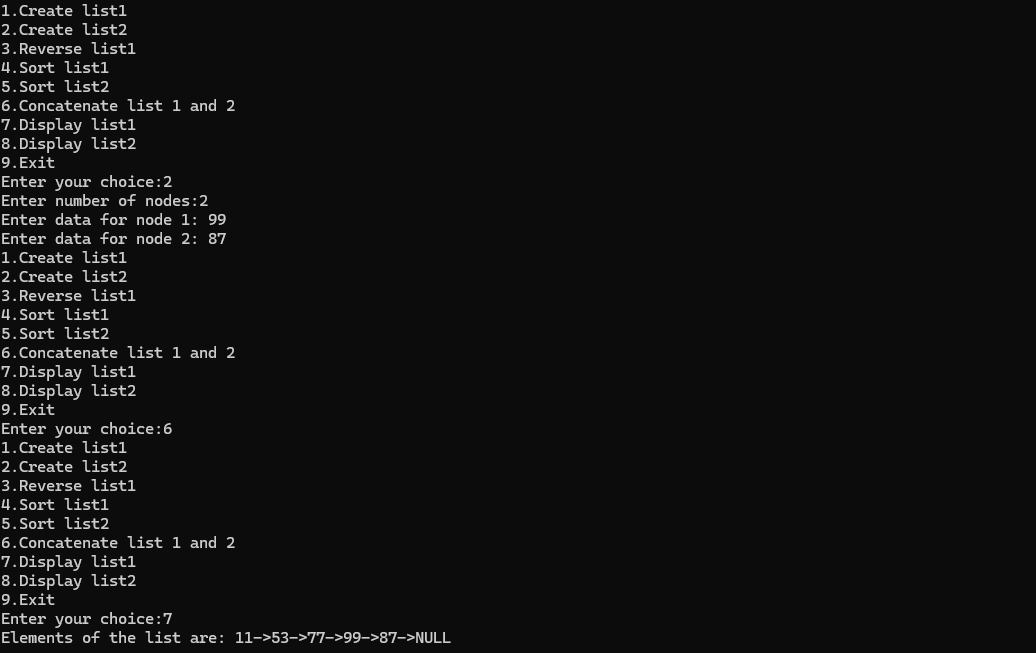 1.Create list1
2.Create list2
3.Reverse list1
4.Sort list1
5.Sort list2
6.Concatenate list 1 and 2
7.Display list1
8.Display list2
9.Exit
Enter your choice:2
Enter number of nodes:2
Enter data for node 1: 99
Enter data for node 2: 87
1.Create list1
2.Create list2
3.Reverse list1
4.Sort list1
5.Sort list2
6.Concatenate list 1 and 2
7.Display list1
8.Display list2
9.Exit
Enter your choice:6
1.Create list1
2.Create list2
3.Reverse list1
4.Sort list1
5.Sort list2
6.Concatenate list 1 and 2
7.Display list1
8.Display list2
9.Exit
Enter your choice:7
Elements of the list are: 11->53->77->99->87->NULL